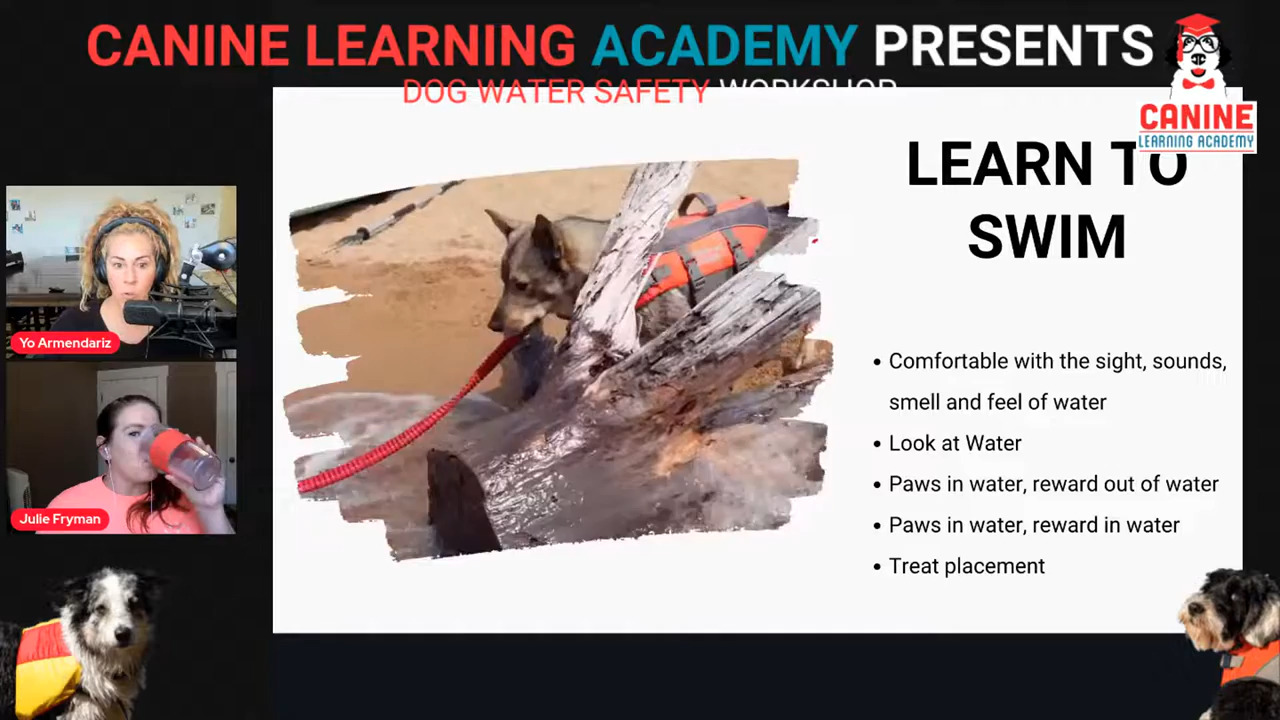 CANINE LEARNING ACADEMY PRESENTS
DOG WATER SAFETY WORKSHOP
CANINE
LEARNING ACADEMY
LEARN TO
SWIM
Yo Armendariz
Julie Fryman
• Comfortable with the sight, sounds,
smell and feel of water
• Look at Water
• Paws in water, reward out of water
• Paws in water, reward in water
• Treat placement